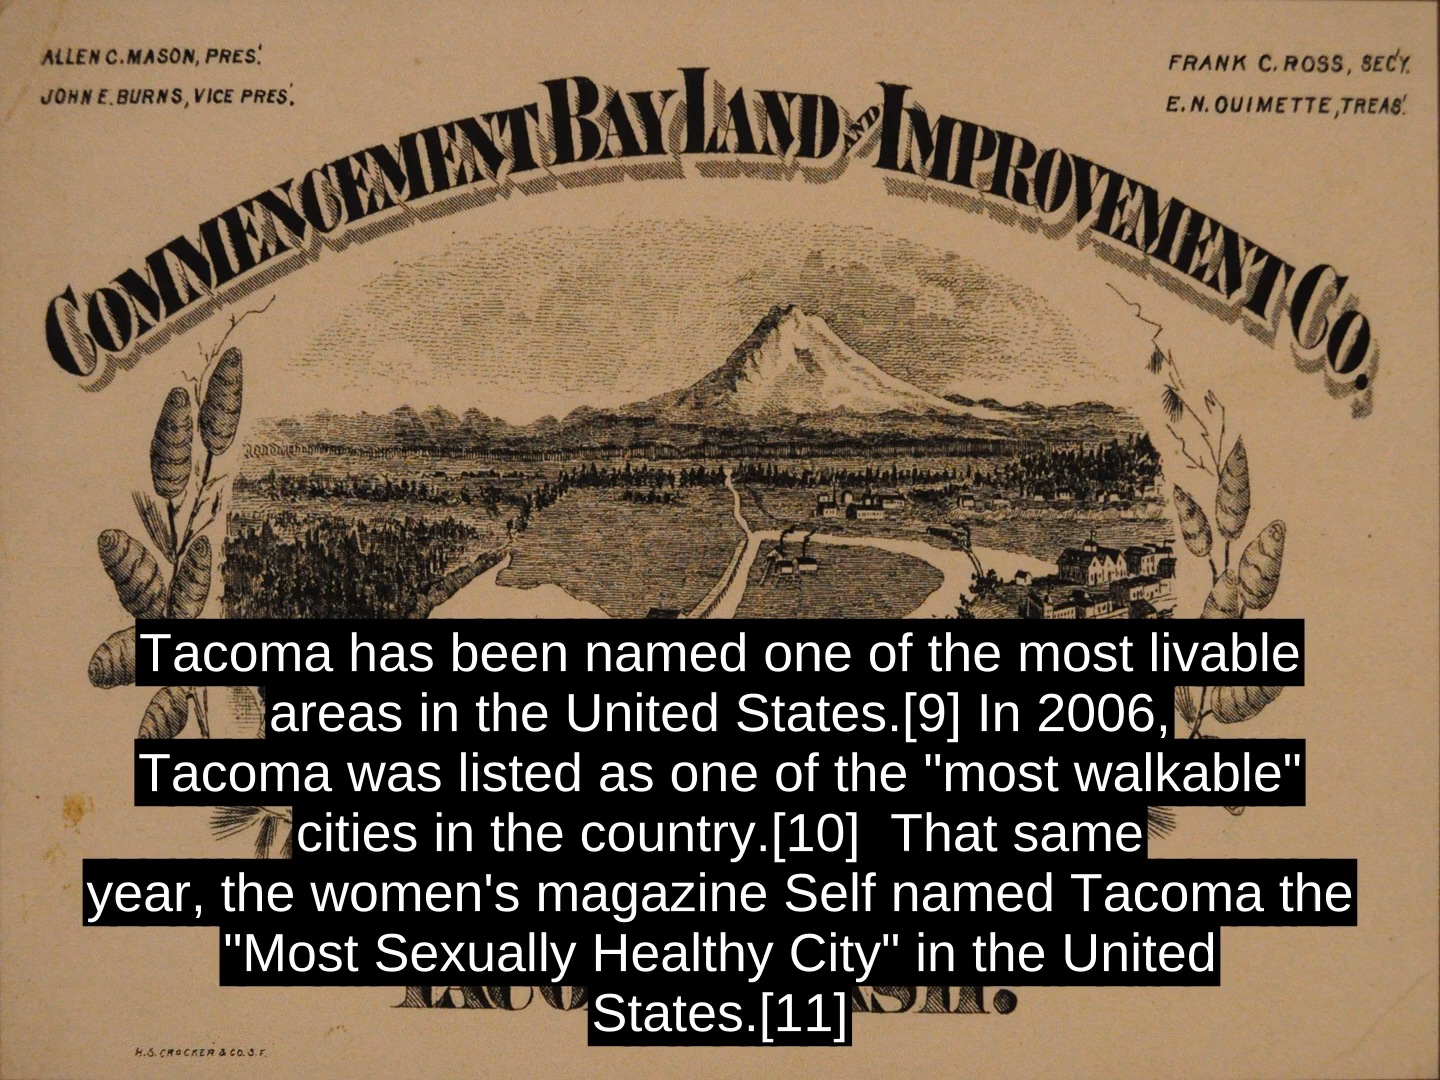 ALLEN C. MASON, PRES.
JOHN E. BURNS, VICE PRES.
FRANK C. ROSS, SEC'Y.
E. N. OUIMETTE, TREAS.
COMMENCEMENT BAY LAND AND IMPROVEMENT CO.
Tacoma has been named one of the most livable
areas in the United States.[9] In 2006,
Tacoma was listed as one of the "most walkable"
cities in the country.[10]  That same
year, the women's magazine Self named Tacoma the
"Most Sexually Healthy City" in the United
States.[11]
H.S. CROCKER & CO. S.F.